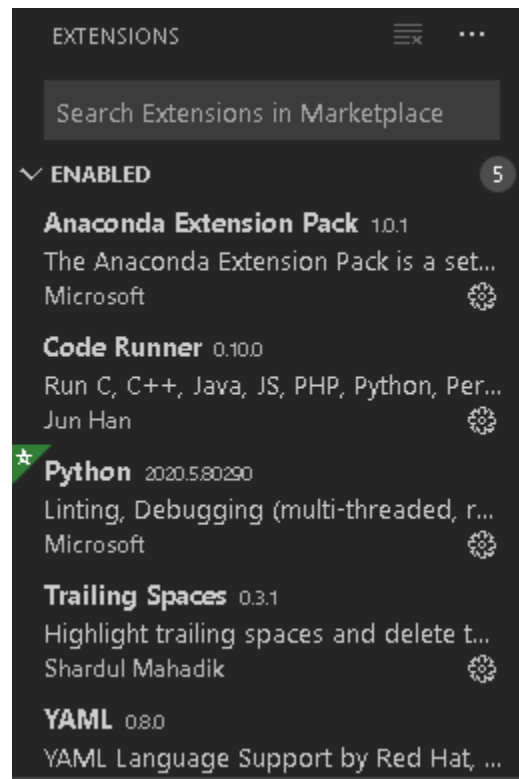 EXTENSIONS
Search Extensions in Marketplace
ENABLED 5
Anaconda Extension Pack 1.0.1
The Anaconda Extension Pack is a set...
Microsoft
Code Runner 0.10.0
Run C, C++, Java, JS, PHP, Python, Per...
Jun Han
Python 2020.5.80290
Linting, Debugging (multi-threaded, r...
Microsoft
Trailing Spaces 0.3.1
Highlight trailing spaces and delete t...
Shardul Mahadik
YAML 0.8.0
YAML Language Support by Red Hat, ...